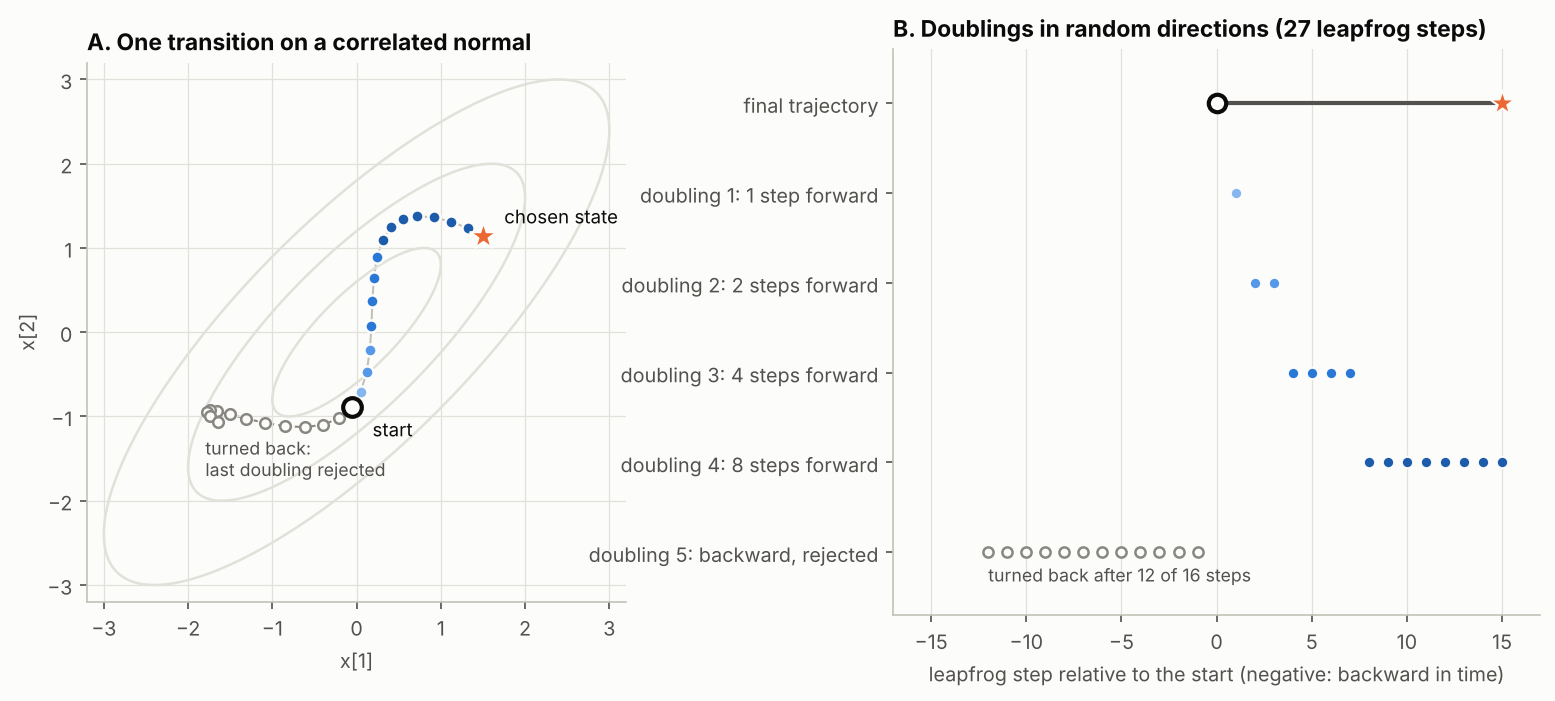 A. One transition on a correlated normal
3
2
1
0
−1
−2
−3
x[2]
−3
−2
−1
0
1
2
3
x[1]
chosen state
start
turned back:
last doubling rejected
B. Doublings in random directions (27 leapfrog steps)
final trajectory
doubling 1: 1 step forward
doubling 2: 2 steps forward
doubling 3: 4 steps forward
doubling 4: 8 steps forward
doubling 5: backward, rejected
turned back after 12 of 16 steps
−15
−10
−5
0
5
10
15
leapfrog step relative to the start (negative: backward in time)